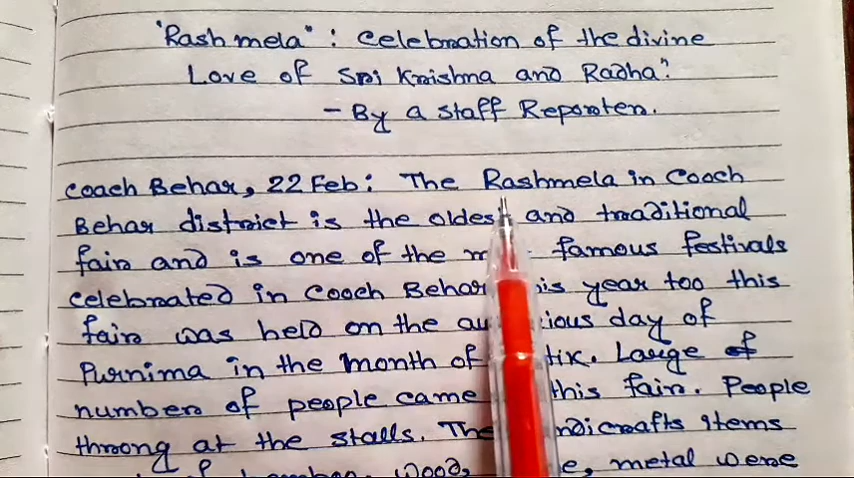 "Rash mela" : Celebration of the divine
Love of Sri Krishna and Radha"
- By a staff Reporter.
Coach Behar, 22 Feb: The Rashmela in Coach
Behar district is the oldest and traditional
fair and is one of the famous festivals
celebrated in Cooch Behar year too this
fair was held on the day of
Purnima in the month of Large of
number of people came this fair. People
throng at the stalls. The items
wood, metal were